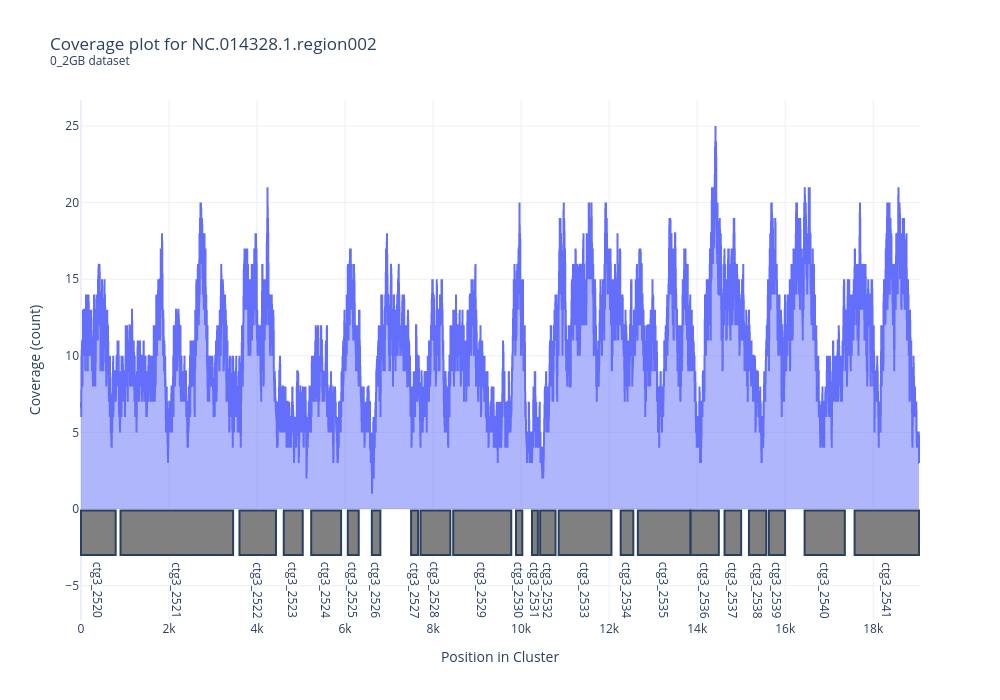 Coverage plot for NC.014328.1.region002
0_2GB dataset
25
20
15
10
5
0
−5
Coverage (count)
ctg3_2520
ctg3_2521
ctg3_2522
ctg3_2523
ctg3_2524
ctg3_2525
ctg3_2526
ctg3_2527
ctg3_2528
ctg3_2529
ctg3_2530
ctg3_2531
ctg3_2532
ctg3_2533
ctg3_2534
ctg3_2535
ctg3_2536
ctg3_2537
ctg3_2538
ctg3_2539
ctg3_2540
ctg3_2541
0 2k 4k 6k 8k 10k 12k 14k 16k 18k
Position in Cluster